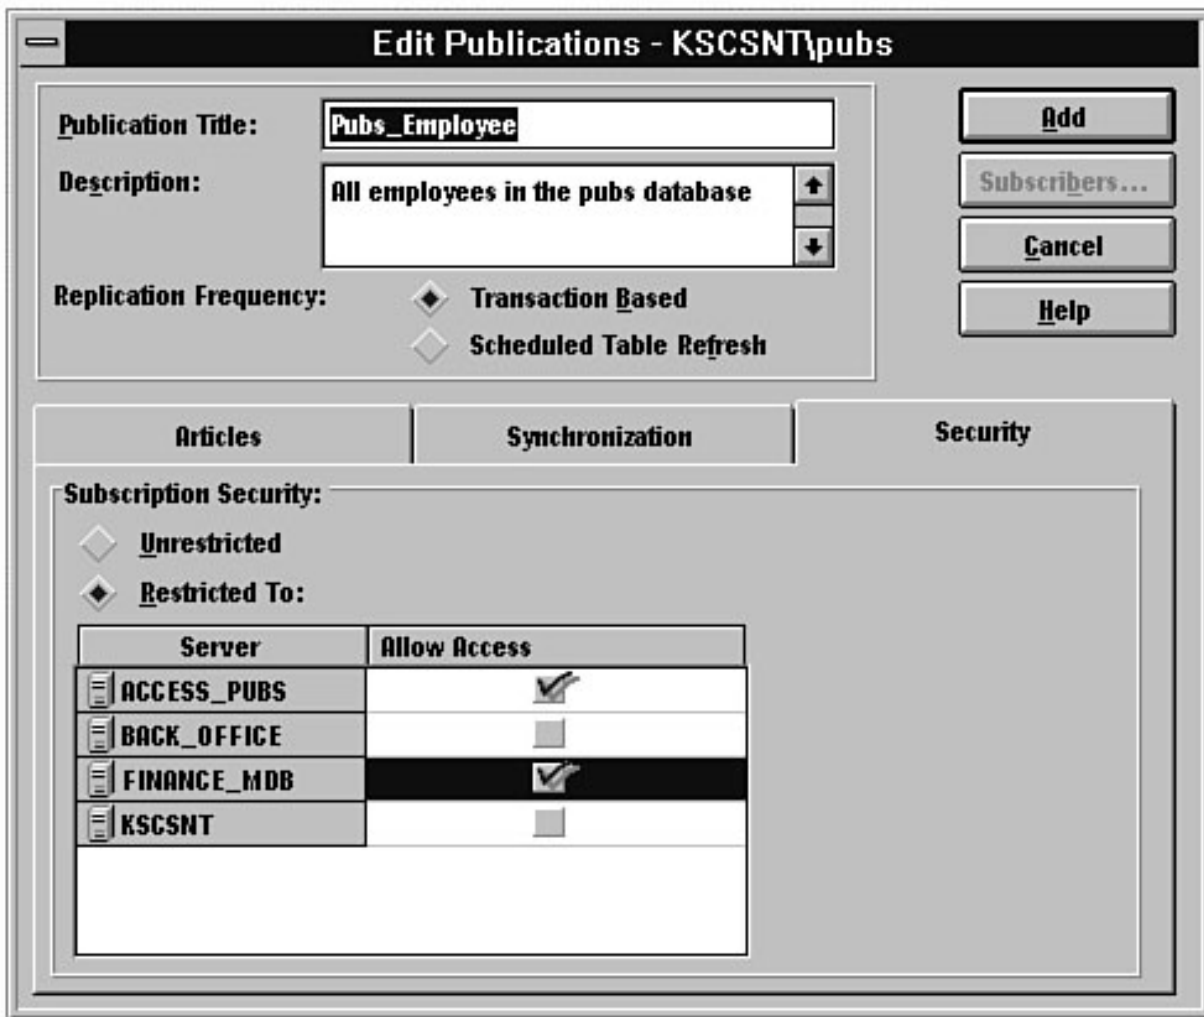 Edit Publications - KSCSNT\pubs
Publication Title:
Pubs_Employee
Add
Description:
All employees in the pubs database
Subscribers...
Cancel
Replication Frequency:
Transaction Based
Help
Scheduled Table Refresh
Articles
Synchronization
Security
Subscription Security:
Unrestricted
Restricted To:
Server
Allow Access
ACCESS_PUBS
BACK_OFFICE
FINANCE_MDB
KSCSNT